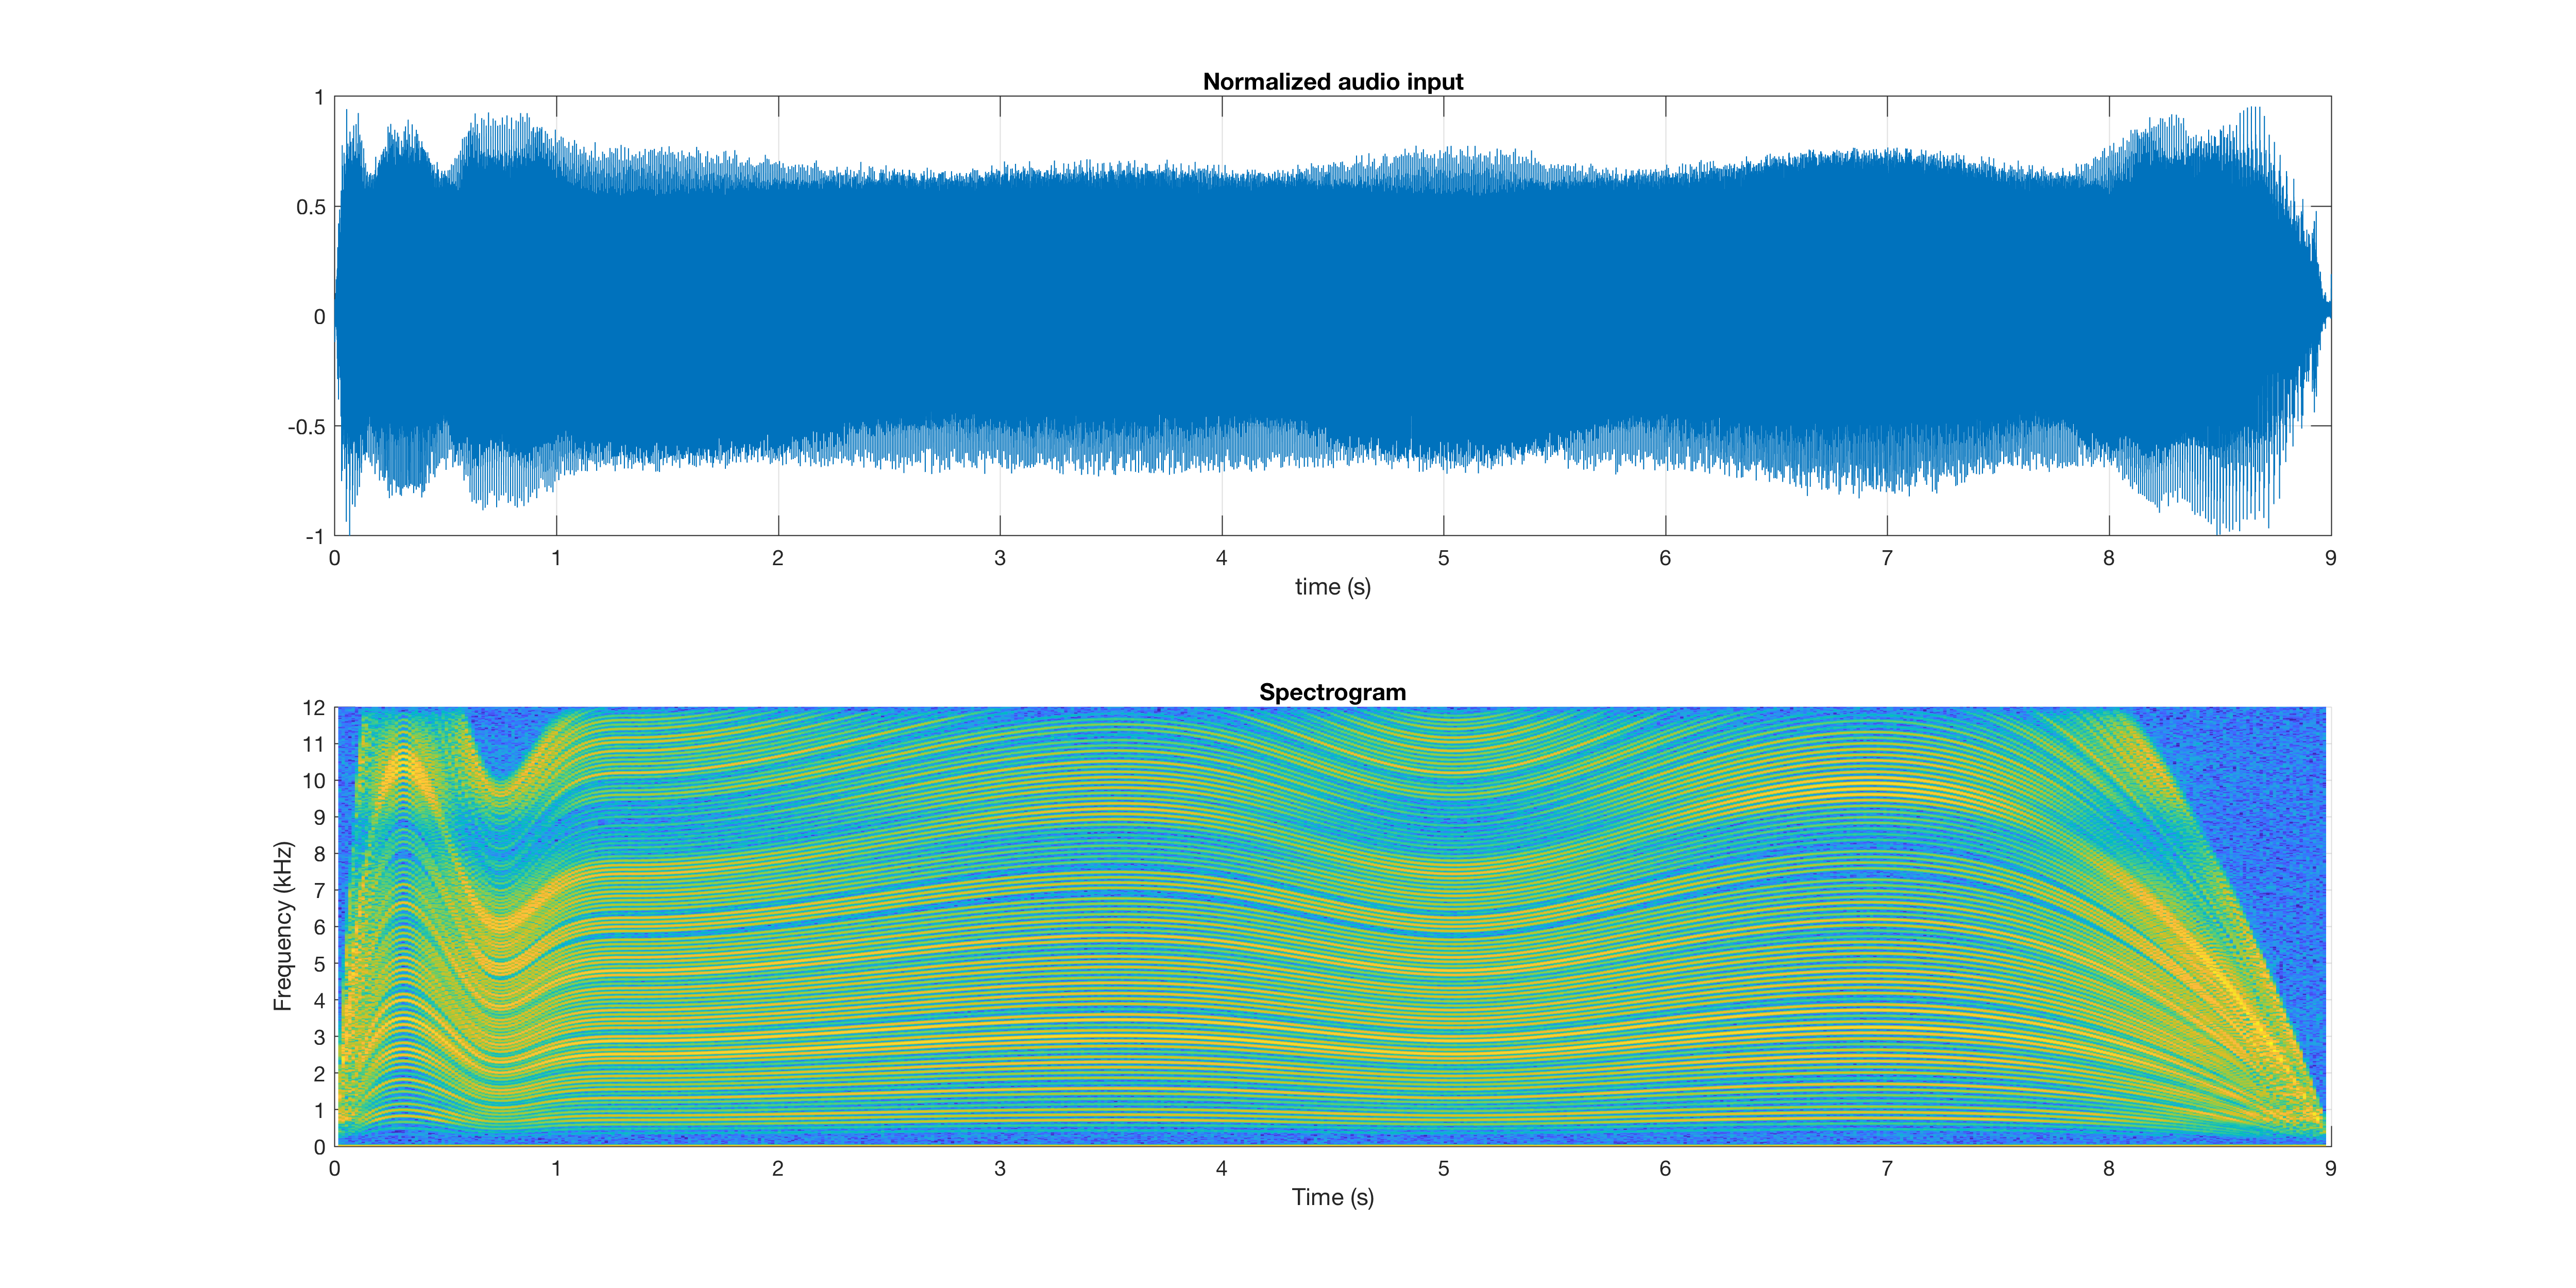 Normalized audio input
1
0.5
0
-0.5
-1
0 1 2 3 4 5 6 7 8 9
time (s)
Spectrogram
12
11
10
9
8
7
6
5
4
3
2
1
0
Frequency (kHz)
0 1 2 3 4 5 6 7 8 9
Time (s)